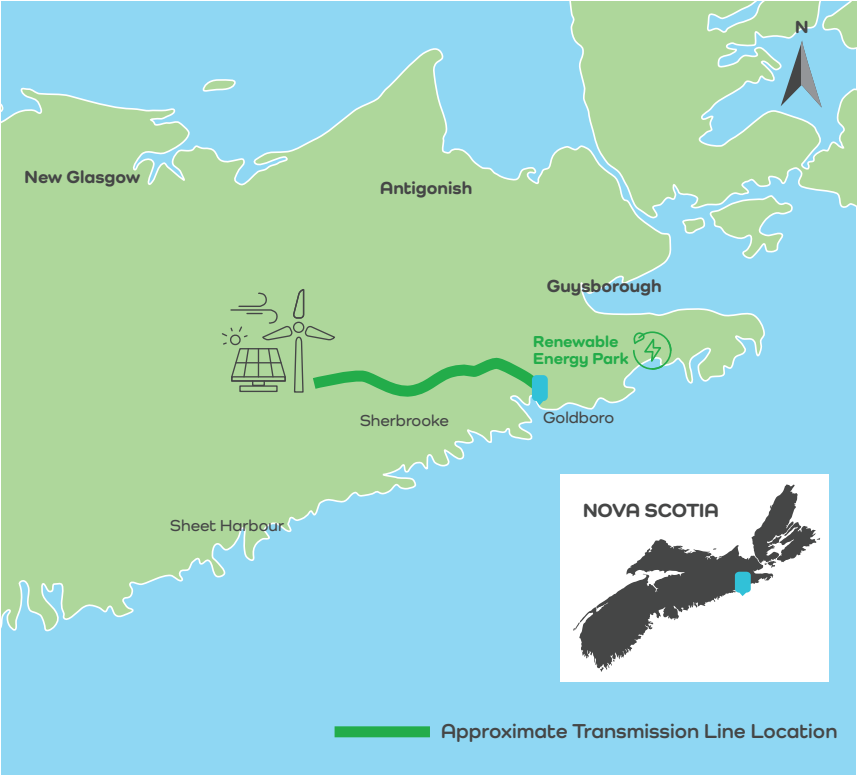 N
New Glasgow
Antigonish
Guysborough
Renewable
Energy Park
Sherbrooke
Goldboro
Sheet Harbour
NOVA SCOTIA
Approximate Transmission Line Location